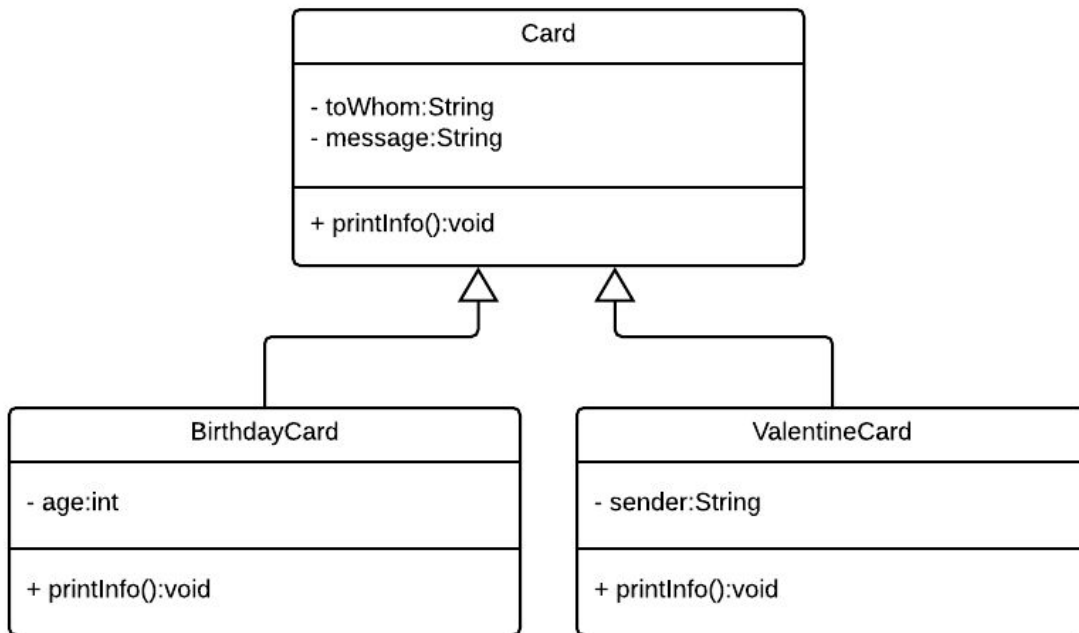 Card
- toWhom:String
- message:String
+ printInfo():void
BirthdayCard
- age:int
+ printInfo():void
ValentineCard
- sender:String
+ printInfo():void